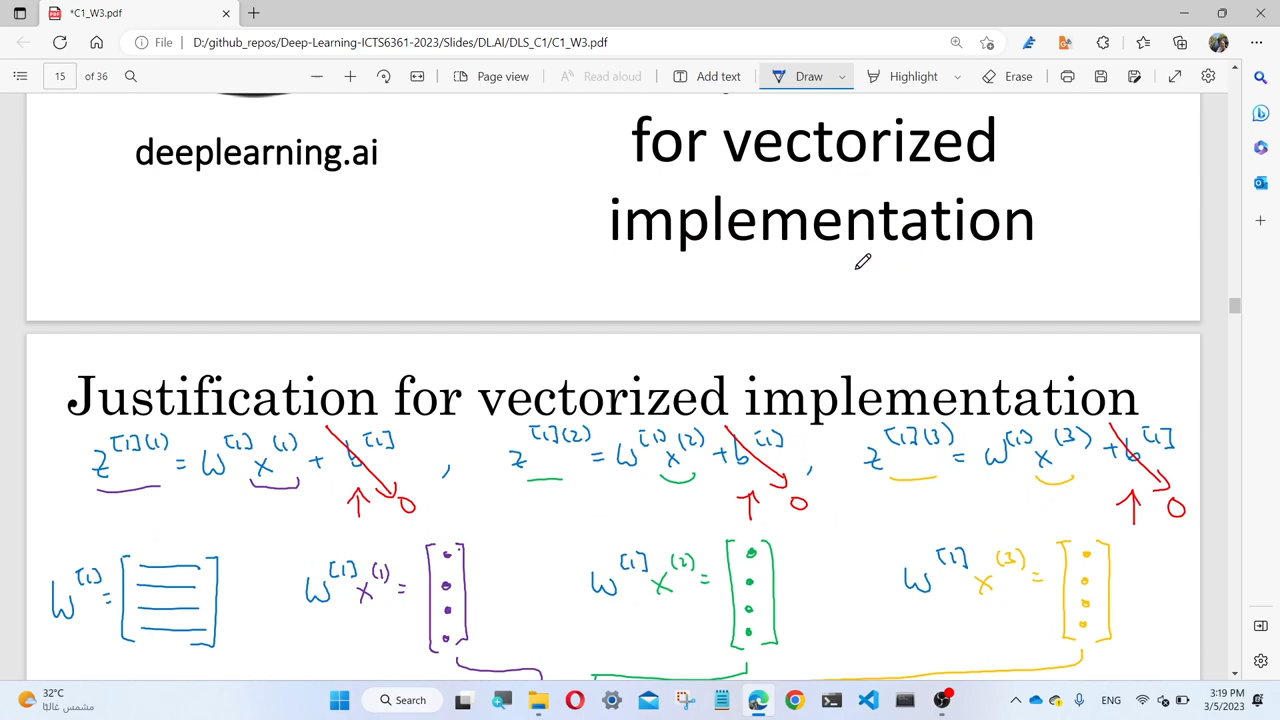 *C1_W3.pdf
File D:/github_repos/Deep-Learning-ICTS6361-2023/Slides/DL.AI/DLS_C1/C1_W3.pdf
15 of 36 Page view Read aloud Add text Draw Highlight Erase
deeplearning.ai
for vectorized
implementation
Justification for vectorized implementation
z^[1](1) = w^[1] x^(1) + b^[1] , z^[1](2) = w^[1] x^(2) + b^[1] , z^[1](3) = w^[1] x^(3) + b^[1]
↑ 0 ↑ 0 ↑ 0
w^[1] = w^[1] x^(1) = w^[1] x^(2) = w^[1] x^(3) =
32°C
مشمس غالبًا
Search
ENG
3:19 PM
3/5/2023